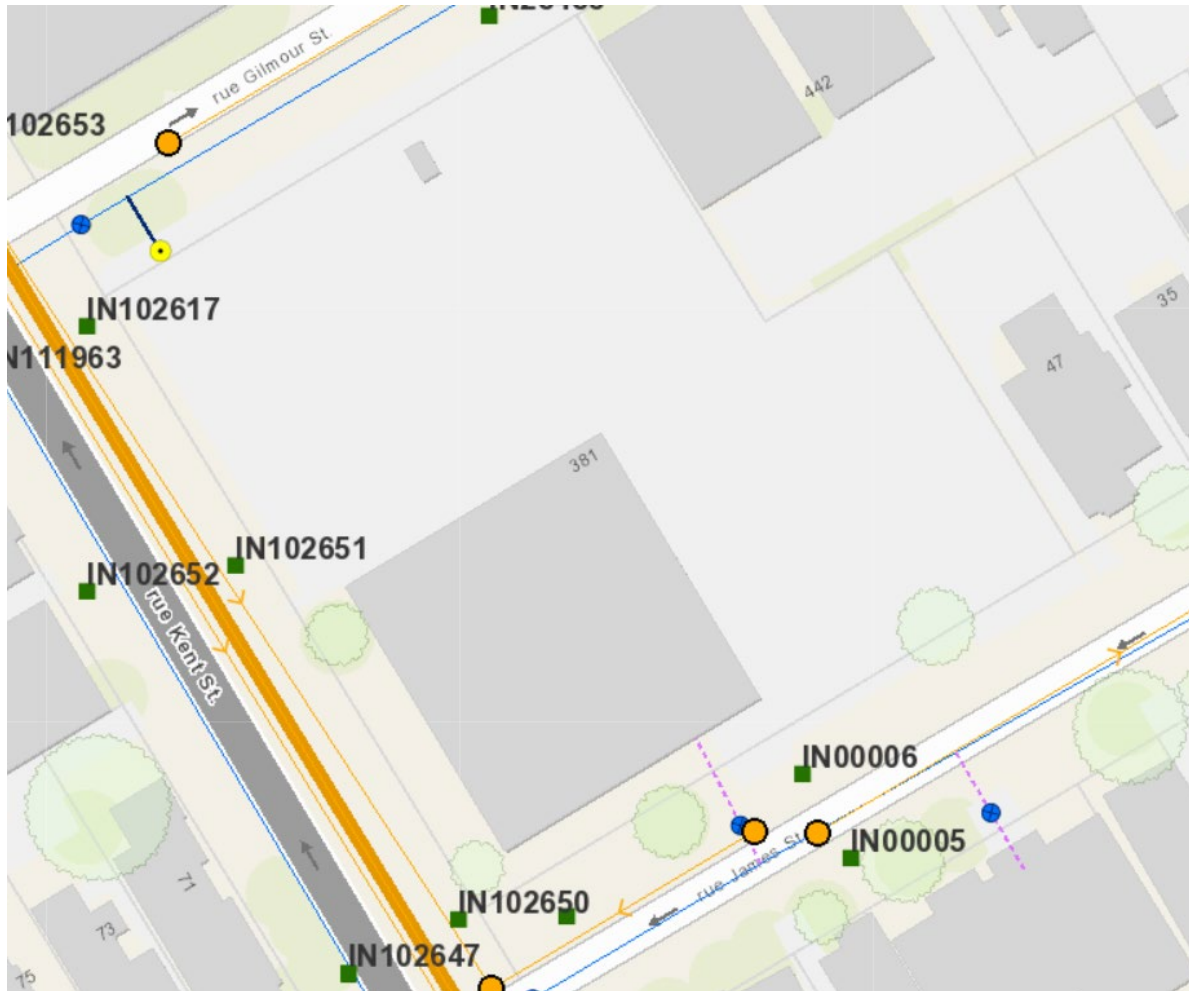 rue Gilmour St.
442
102653
IN102617
N111963
35
47
381
IN102651
IN102652
rue Kent St.
IN00006
IN00005
rue James St.
71
IN102650
73
IN102647
75